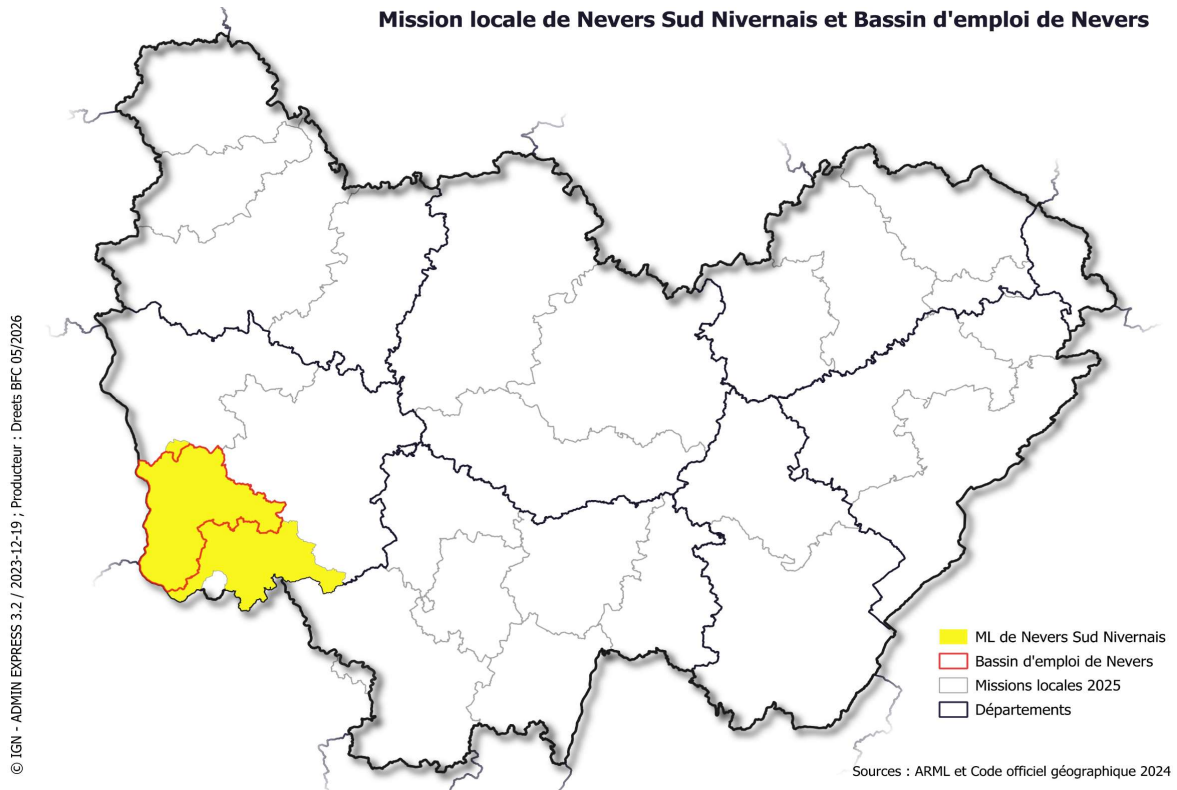 Mission locale de Nevers Sud Nivernais et Bassin d'emploi de Nevers
© IGN - ADMIN EXPRESS 3.2 / 2023-12-19 ; Producteur : Dreets BFC 05/2026
ML de Nevers Sud Nivernais
Bassin d'emploi de Nevers
Missions locales 2025
Départements
Sources : ARML et Code officiel géographique 2024